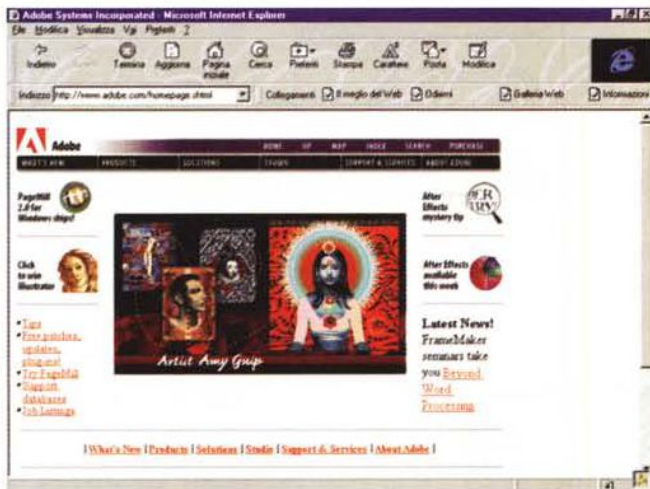 Adobe Systems Incorporated - Microsoft Internet Explorer
File Modifica Visualizza Vai Preferiti ?
Indietro Termina Aggiorna Pagina iniziale Cerca Preferiti Stampa Carattere Posta Modifica
Indirizzo http://www.adobe.com/homepage.shtml Collegamenti Il meglio del Web Odierni Galleria Web Informazioni
Adobe
HOME UP MAP INDEX SEARCH PURCHASE
WHAT'S NEW PRODUCTS SUPPORT & SERVICES ABOUT ADOBE
PageMill
2.0 for
Windows ships!
Click
to win
Illustrator
Tips
Free patches,
updates,
plug-ins!
Try PageMill
Support
databases
Job Listings
Artist Amy Guip
After
Effects
mystery tip
After Effects
available
this week
Latest News!
FrameMaker
seminars take
you Beyond
Word
Processing
| What's New | Products | Solutions | Studio | Support & Services | About Adobe |